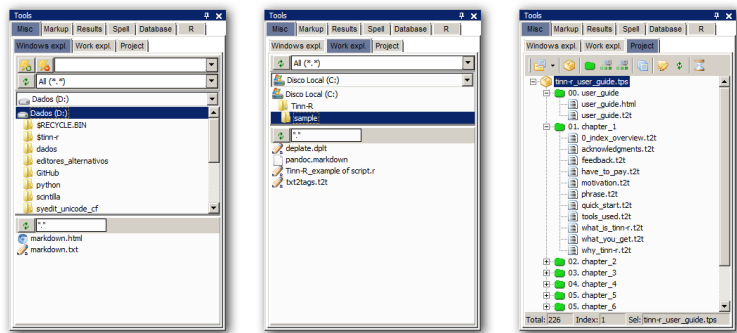 Tools
Misc Markup Results Spell Database R
Windows expl. Work expl. Project
All (*.*)
Dados (D:)
Dados (D:)
$RECYCLE.BIN
$tinn-r
dados
editores_alternativos
GitHub
python
scintilla
syedit_unicode_cf
*.*
markdown.html
markdown.txt
Tools
Misc Markup Results Spell Database R
Windows expl. Work expl. Project
All (*.*)
Disco Local (C:)
Disco Local (C:)
Tinn-R
sample
*.*
deplate.dplt
pandoc.markdown
Tinn-R_example of script.r
txt2tags.t2t
Tools
Misc Markup Results Spell Database R
Windows expl. Work expl. Project
tinn-r_user_guide.tps
00. user_guide
user_guide.html
user_guide.t2t
01. chapter_1
0_index_overview.t2t
acknowledgments.t2t
feedback.t2t
have_to_pay.t2t
motivation.t2t
phrase.t2t
quick_start.t2t
tools_used.t2t
what_is_tinn-r.t2t
what_you_get.t2t
why_tinn-r.t2t
02. chapter_2
03. chapter_3
04. chapter_4
05. chapter_5
05. chapter_6
Total: 226 Index: 1 Sel: tinn-r_user_guide.tps